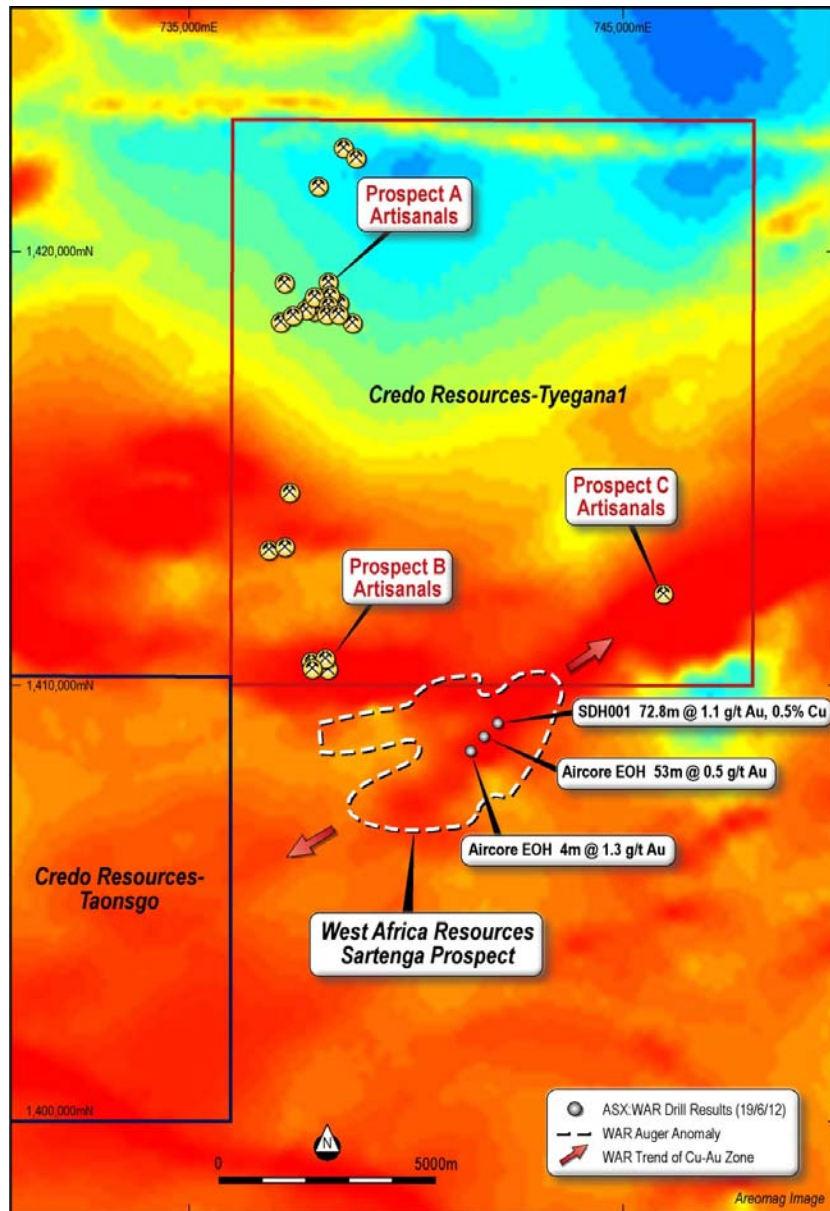 735,000mE
745,000mE
Prospect A
Artisanals
1,420,000mN
Credo Resources-Tyegana1
Prospect C
Artisanals
Prospect B
Artisanals
1,410,000mN
SDH001 72.8m @ 1.1 g/t Au, 0.5% Cu
Aircore EOH 53m @ 0.5 g/t Au
Aircore EOH 4m @ 1.3 g/t Au
Credo Resources-
Taonsgo
West Africa Resources
Sartenga Prospect
1,400,000mN
N
0
5000m
ASX:WAR Drill Results (19/6/12)
WAR Auger Anomaly
WAR Trend of Cu-Au Zone
Areomag Image